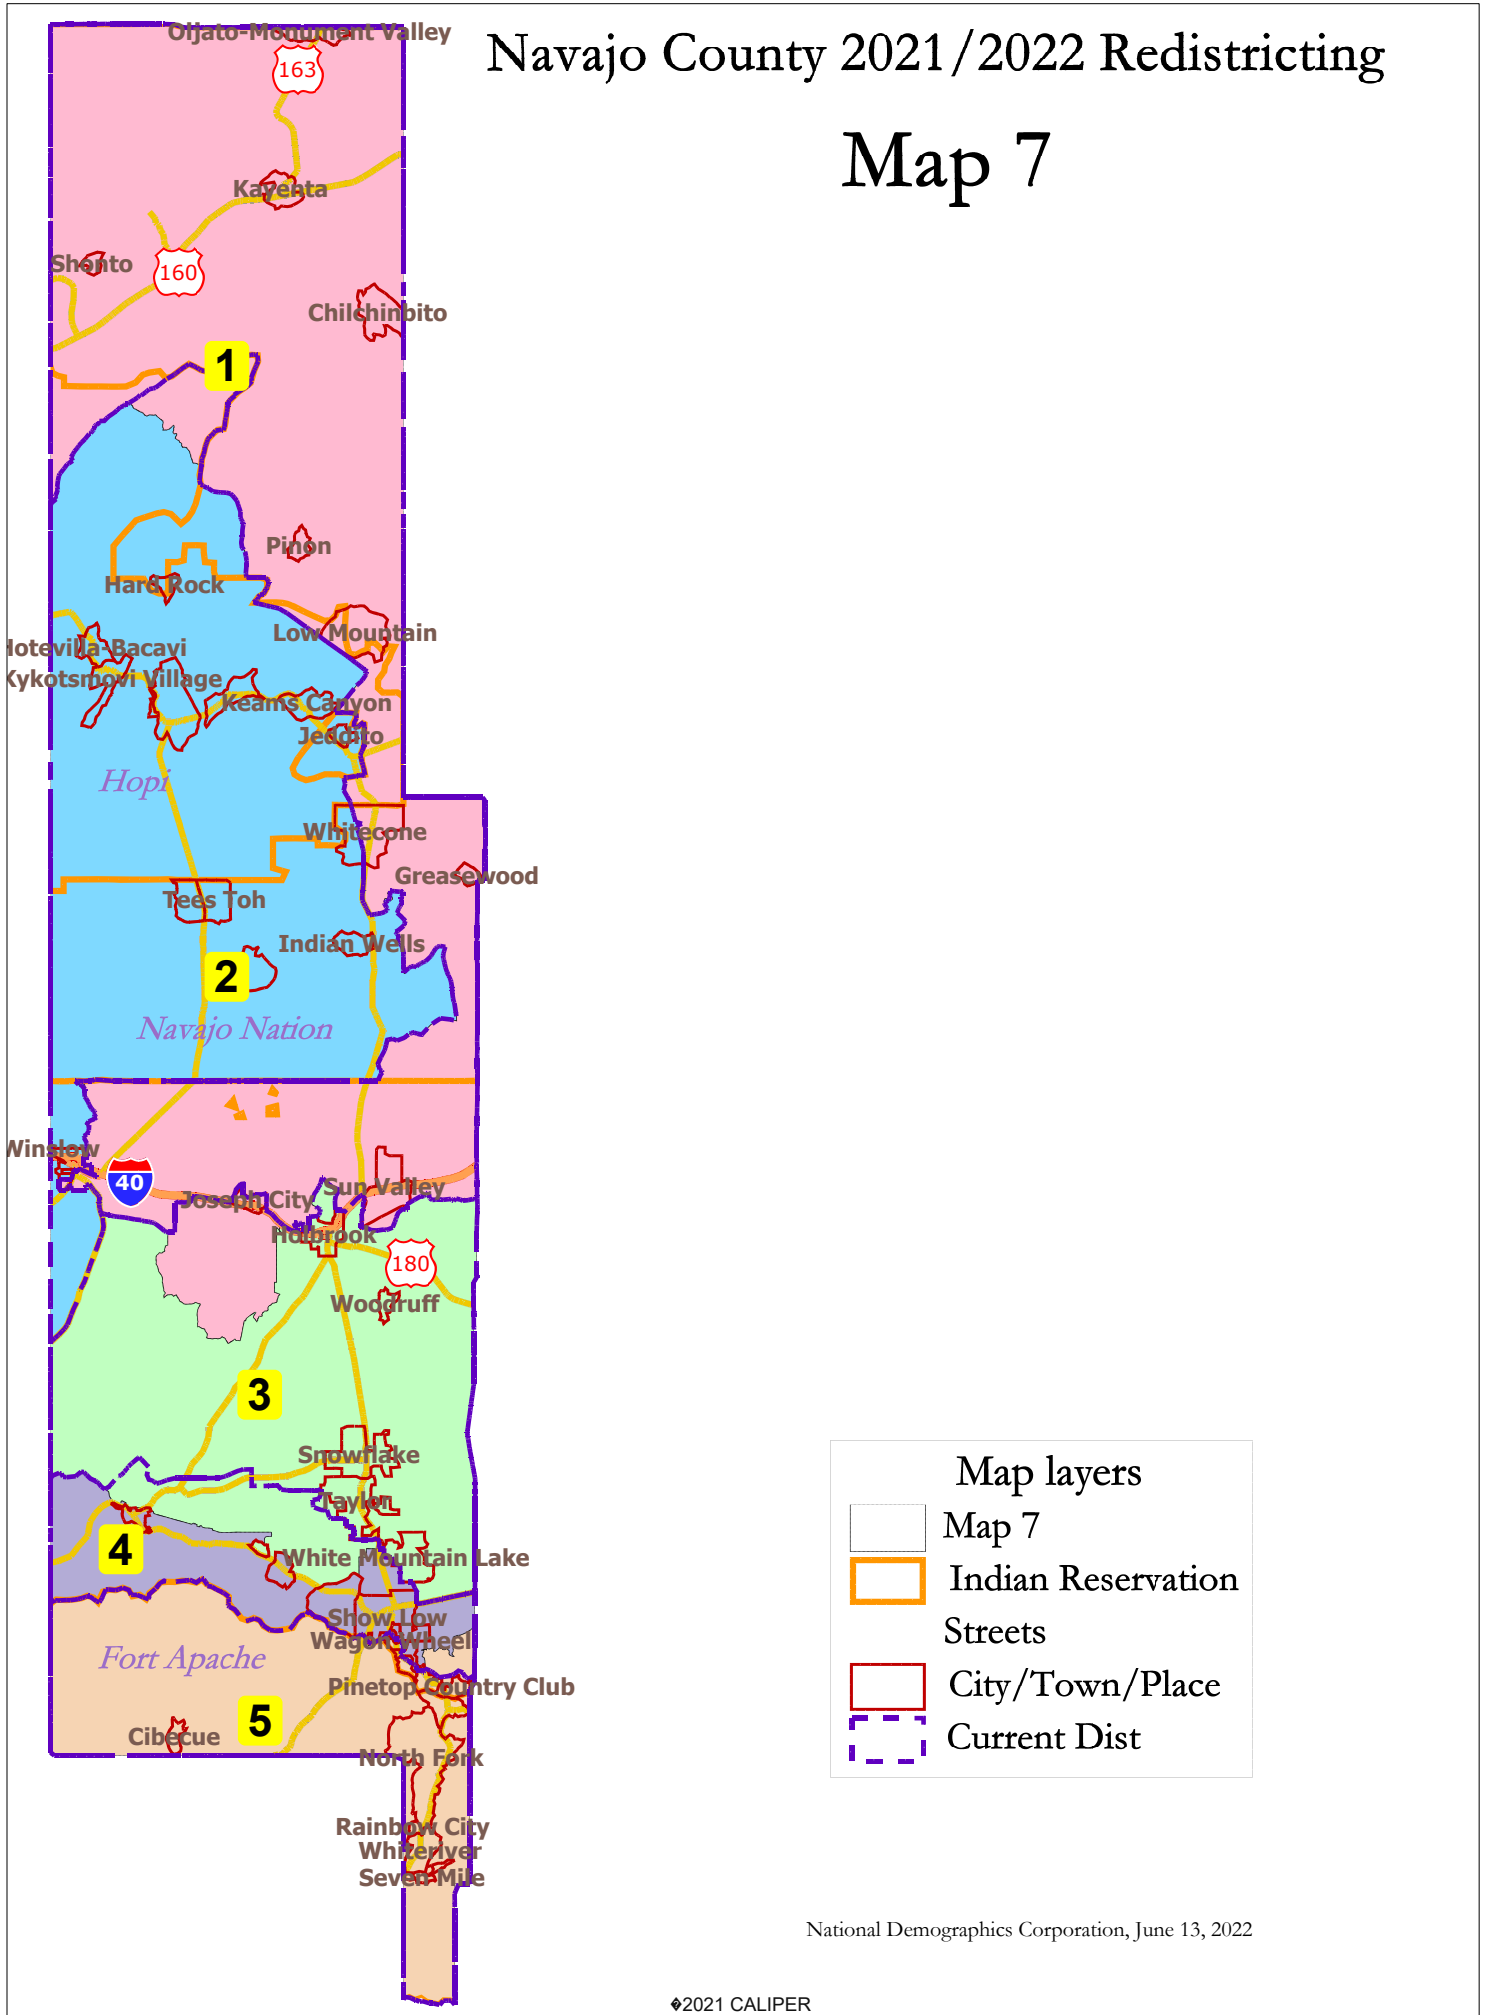 Navajo County 2021/2022 Redistricting
Map 7
Oljato-Monument Valley
163
Kayenta
Shonto
160
Chilchinbito
1
Pinon
Hard Rock
Low Mountain
Hotevilla-Bacavi
Kykotsmovi Village
Keams Canyon
Jeddito
Hopi
Whitecone
Greasewood
Tees Toh
Indian Wells
2
Navajo Nation
Winslow
40
Sun Valley
Joseph City
Holbrook
180
Woodruff
3
Snowflake
Taylor
4
White Mountain Lake
Show Low
Wagon Wheel
Fort Apache
Pinetop Country Club
5
Cibecue
North Fork
Rainbow City
Whiteriver
Seven Mile
Map layers
Map 7
Indian Reservation
Streets
City/Town/Place
Current Dist
National Demographics Corporation, June 13, 2022
�2021 CALIPER